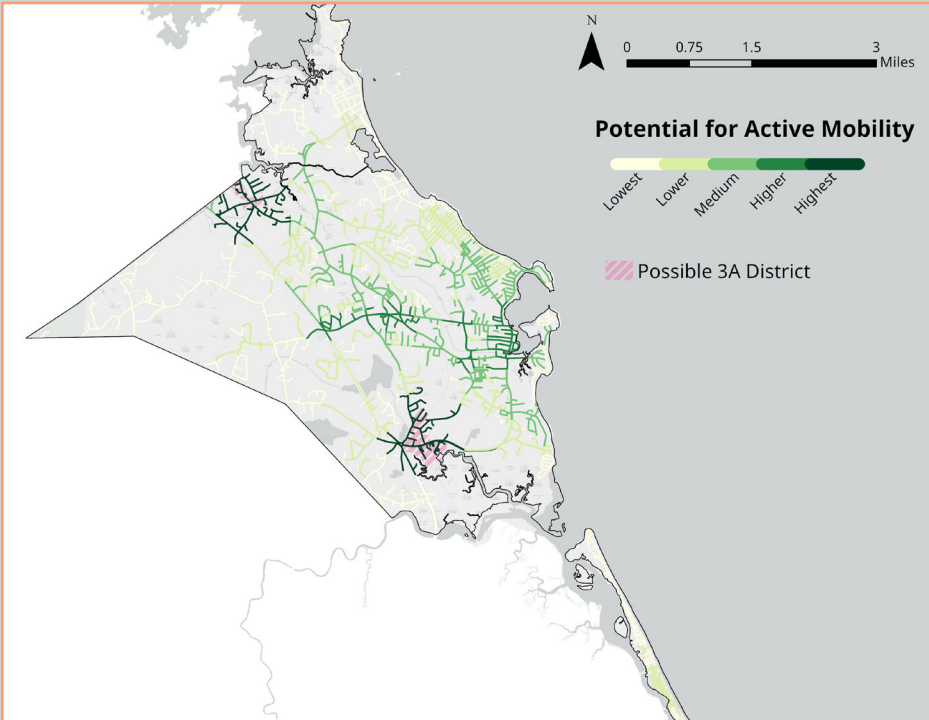 N
0 0.75 1.5 3
Miles
Potential for Active Mobility
Lowest
Lower
Medium
Higher
Highest
Possible 3A District